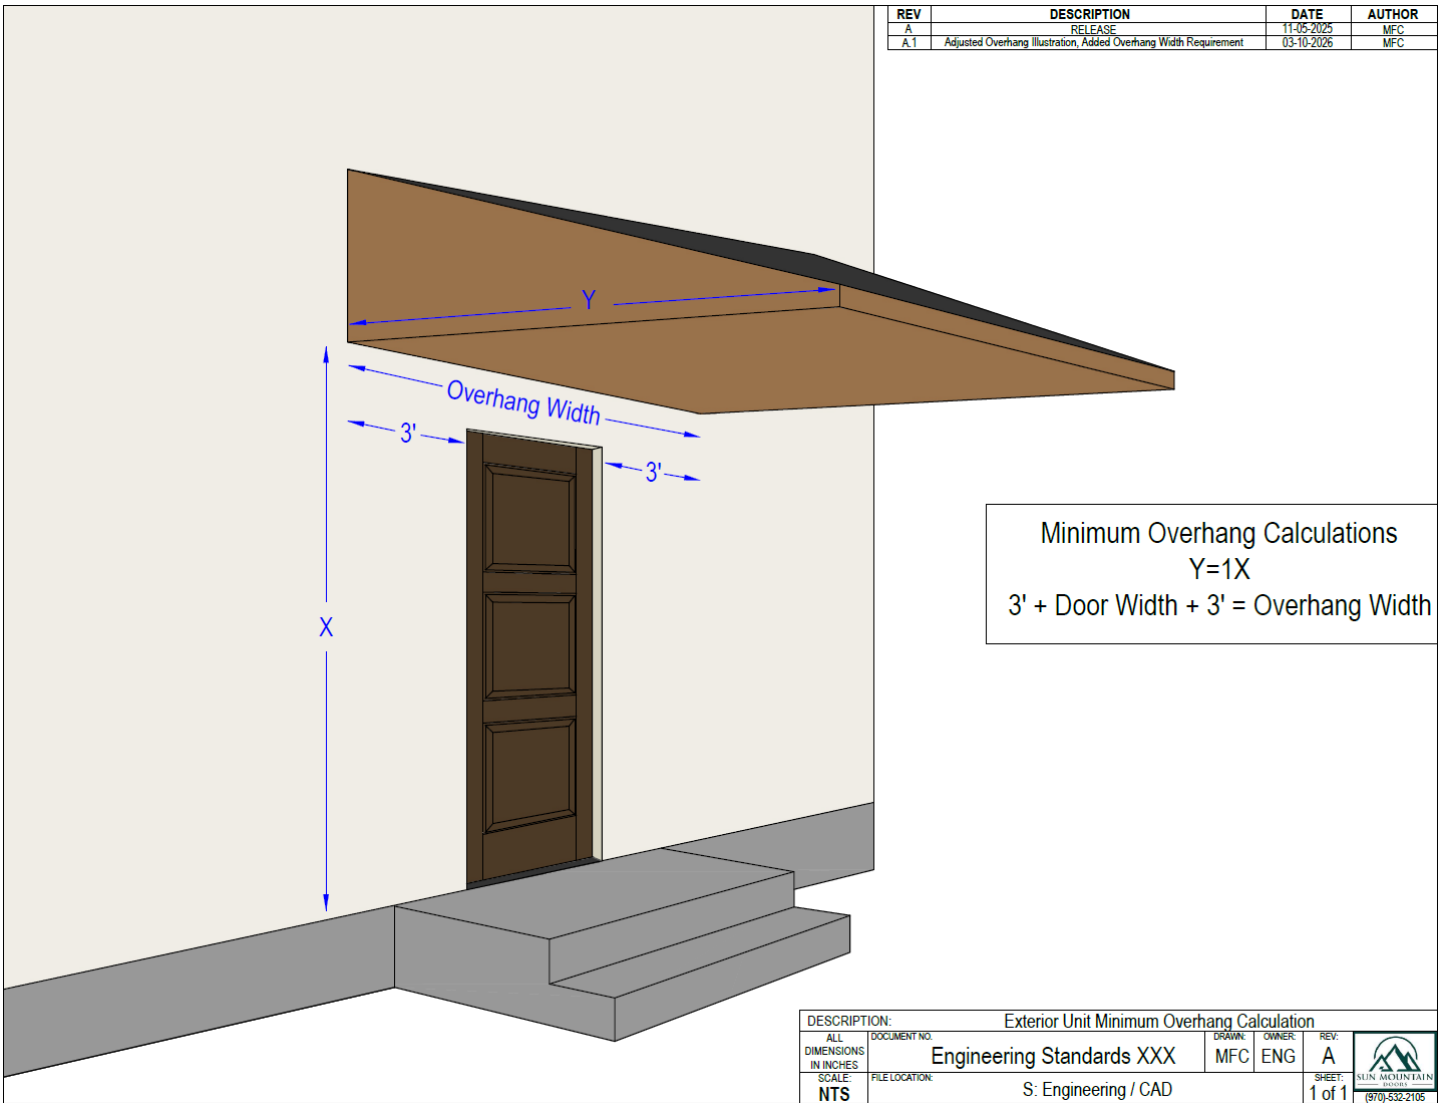 REV DESCRIPTION DATE AUTHOR
A RELEASE 11-05-2025 MFC
A.1 Adjusted Overhang Illustration, Added Overhang Width Requirement 03-10-2026 MFC
Y
Overhang Width
3'
3'
X
Minimum Overhang Calculations
Y=1X
3' + Door Width + 3' = Overhang Width
DESCRIPTION: Exterior Unit Minimum Overhang Calculation
ALL DIMENSIONS IN INCHES
DOCUMENT NO. Engineering Standards XXX
DRAWN: MFC
OWNER: ENG
REV: A
SCALE: NTS
FILE LOCATION: S: Engineering / CAD
SHEET: 1 of 1
SUN MOUNTAIN
DOORS
(970)-532-2105